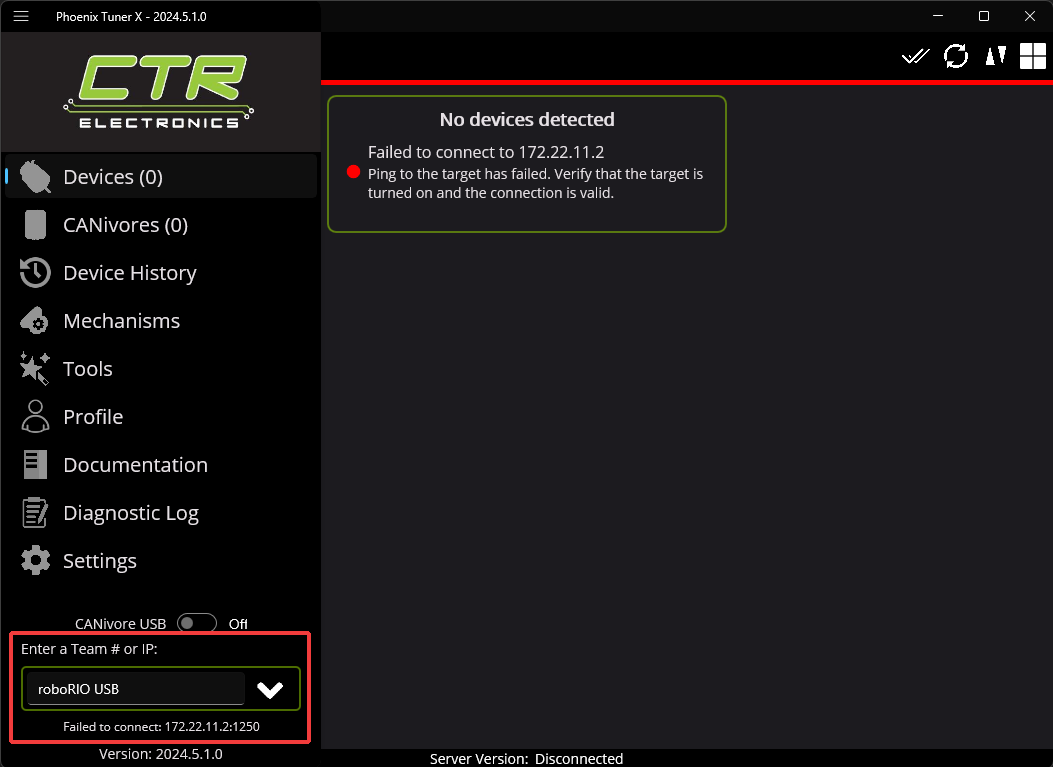 Phoenix Tuner X - 2024.5.1.0
CTR
ELECTRONICS
Devices (0)
CANivores (0)
Device History
Mechanisms
Tools
Profile
Documentation
Diagnostic Log
Settings
CANivore USB Off
Enter a Team # or IP:
roboRIO USB
Failed to connect: 172.22.11.2:1250
Version: 2024.5.1.0
No devices detected
Failed to connect to 172.22.11.2
Ping to the target has failed. Verify that the target is
turned on and the connection is valid.
Server Version: Disconnected